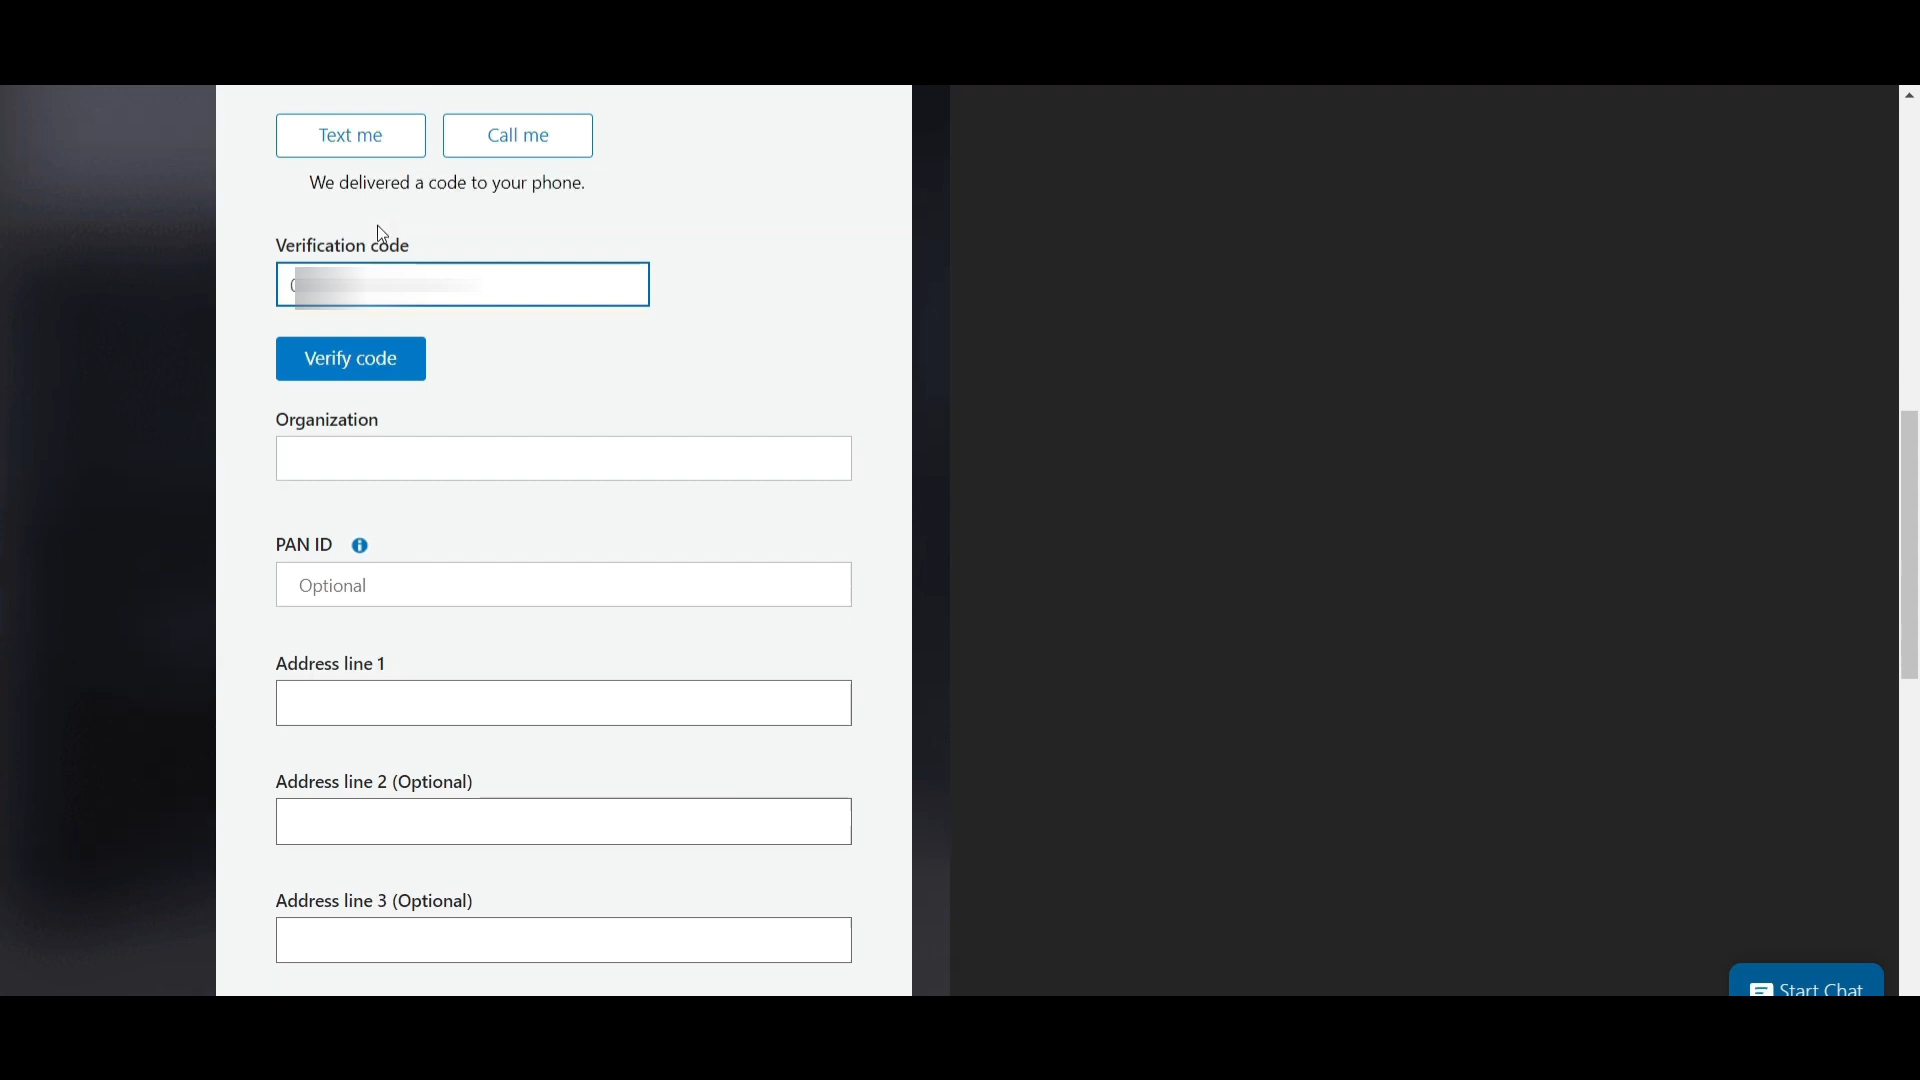 Text me
Call me
We delivered a code to your phone.
Verification code
Verify code
Organization
PAN ID
Optional
Address line 1
Address line 2 (Optional)
Address line 3 (Optional)
Start Chat